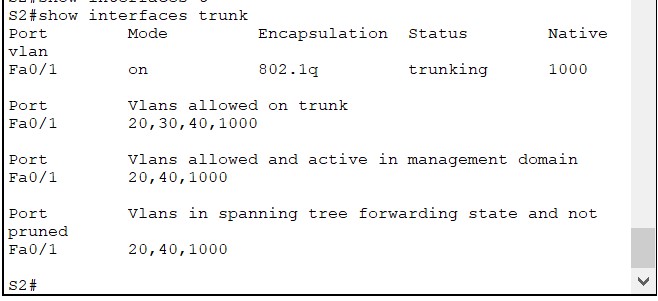 S2#show interfaces trunk
Port Mode Encapsulation Status Native
vlan
Fa0/1 on 802.1q trunking 1000
Port Vlans allowed on trunk
Fa0/1 20,30,40,1000
Port Vlans allowed and active in management domain
Fa0/1 20,40,1000
Port Vlans in spanning tree forwarding state and not
pruned
Fa0/1 20,40,1000
S2#